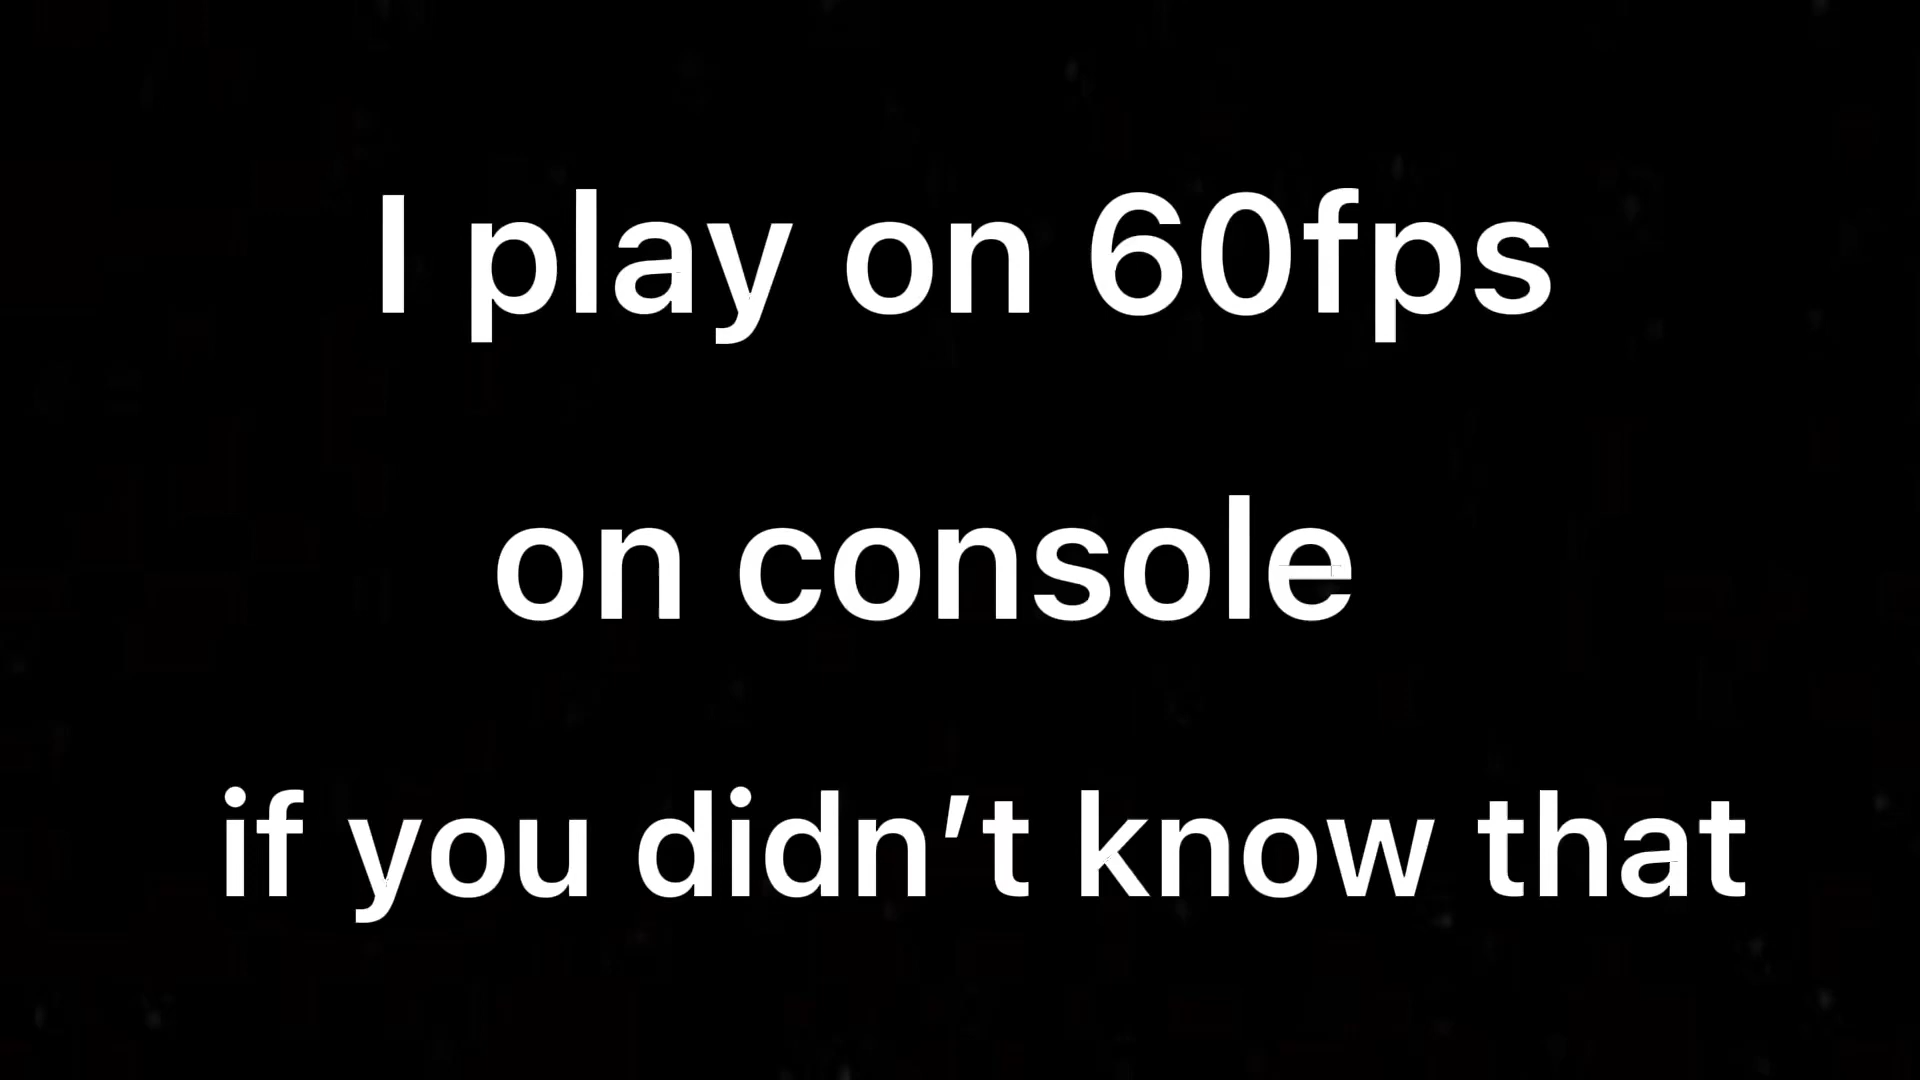 I play on 60fps
on console
if you didn’t know that